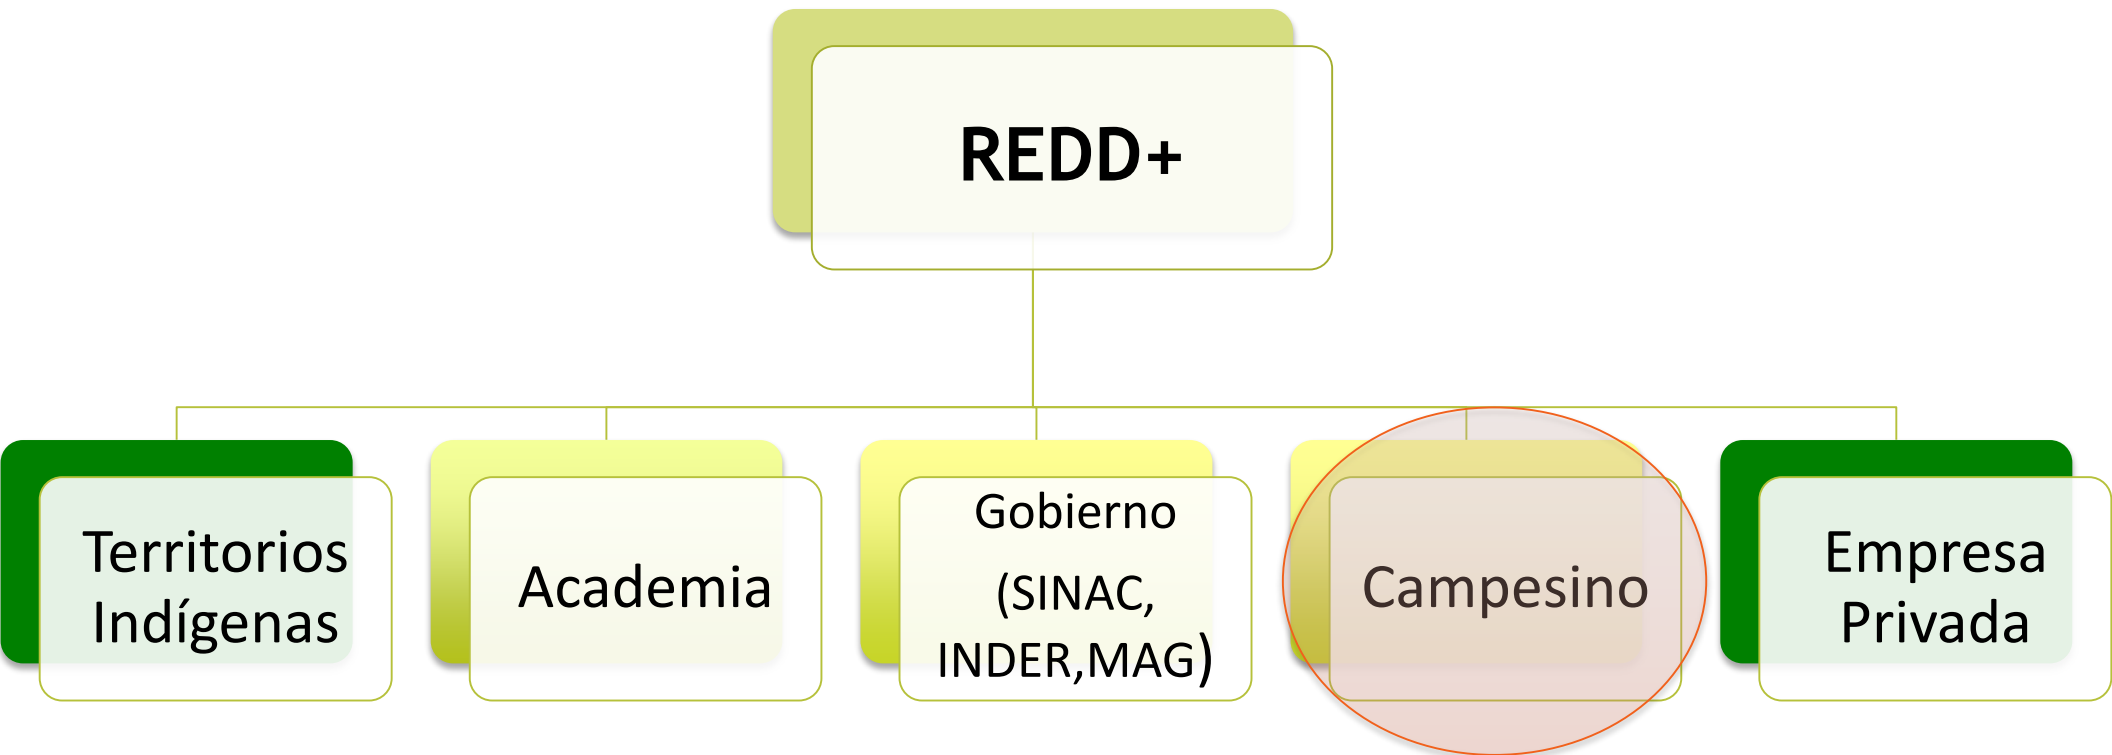 REDD+
Territorios
Indígenas
Academia
Gobierno
(SINAC,
INDER,MAG)
Campesino
Empresa
Privada